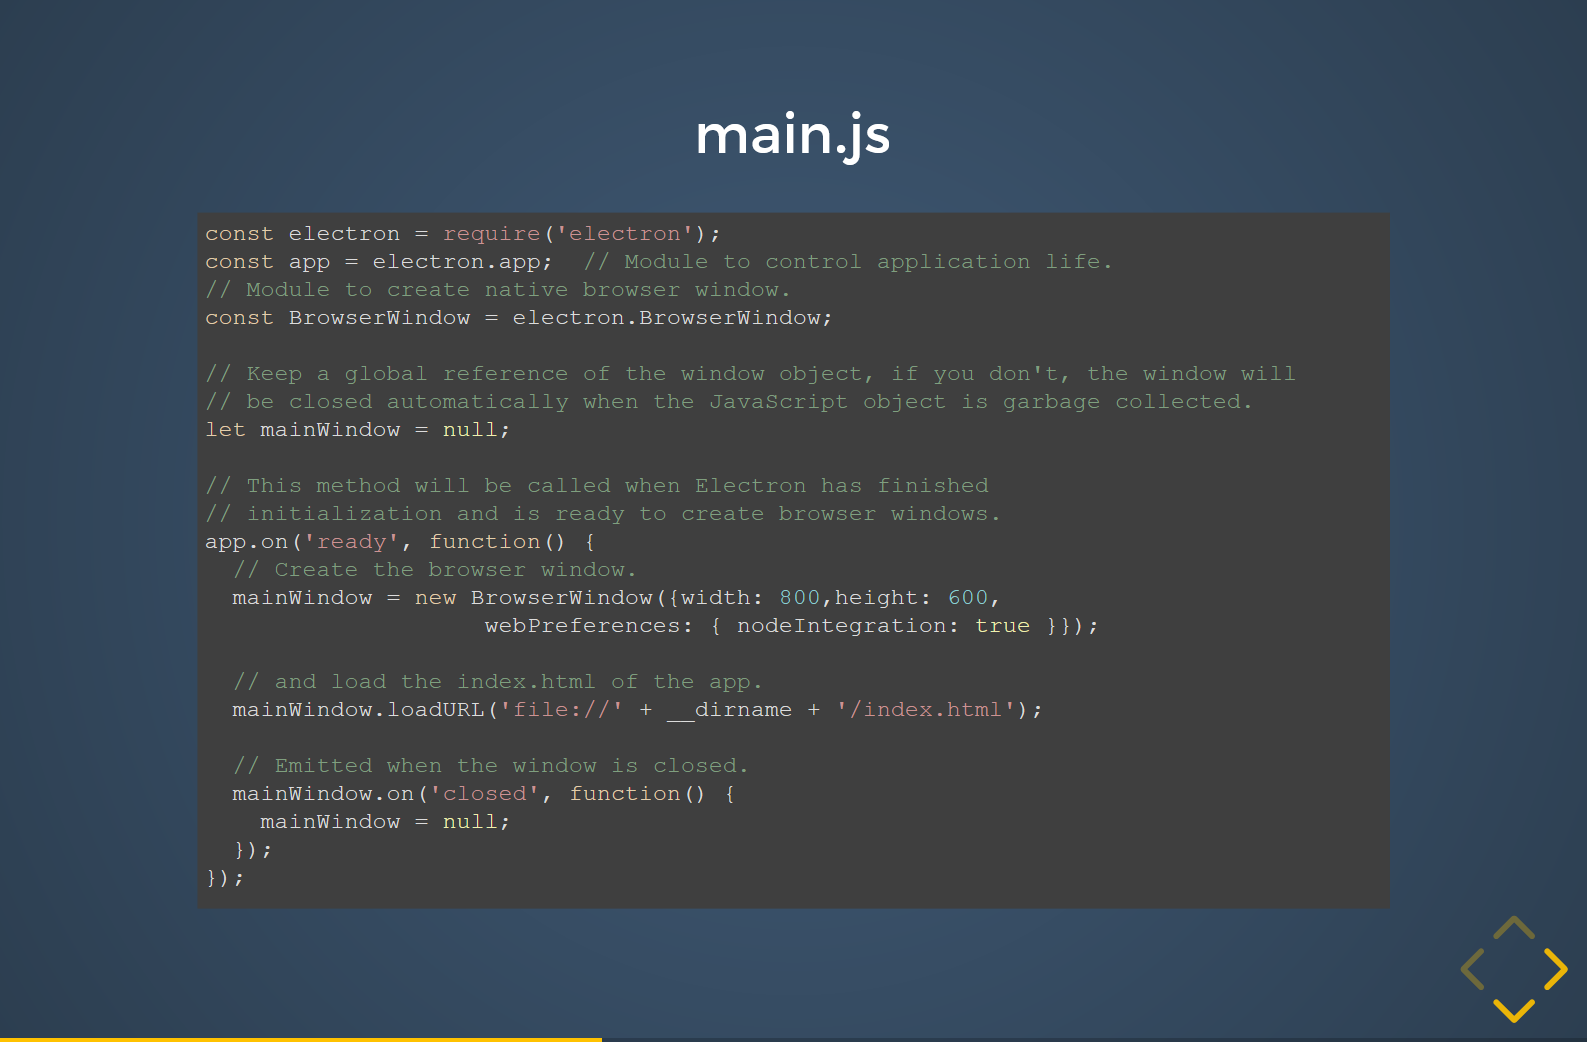 main.js
const electron = require('electron');
const app = electron.app;  // Module to control application life.
// Module to create native browser window.
const BrowserWindow = electron.BrowserWindow;

// Keep a global reference of the window object, if you don't, the window will
// be closed automatically when the JavaScript object is garbage collected.
let mainWindow = null;

// This method will be called when Electron has finished
// initialization and is ready to create browser windows.
app.on('ready', function() {
  // Create the browser window.
  mainWindow = new BrowserWindow({width: 800,height: 600,
                    webPreferences: { nodeIntegration: true }});

  // and load the index.html of the app.
  mainWindow.loadURL('file://' + __dirname + '/index.html');

  // Emitted when the window is closed.
  mainWindow.on('closed', function() {
    mainWindow = null;
  });
});